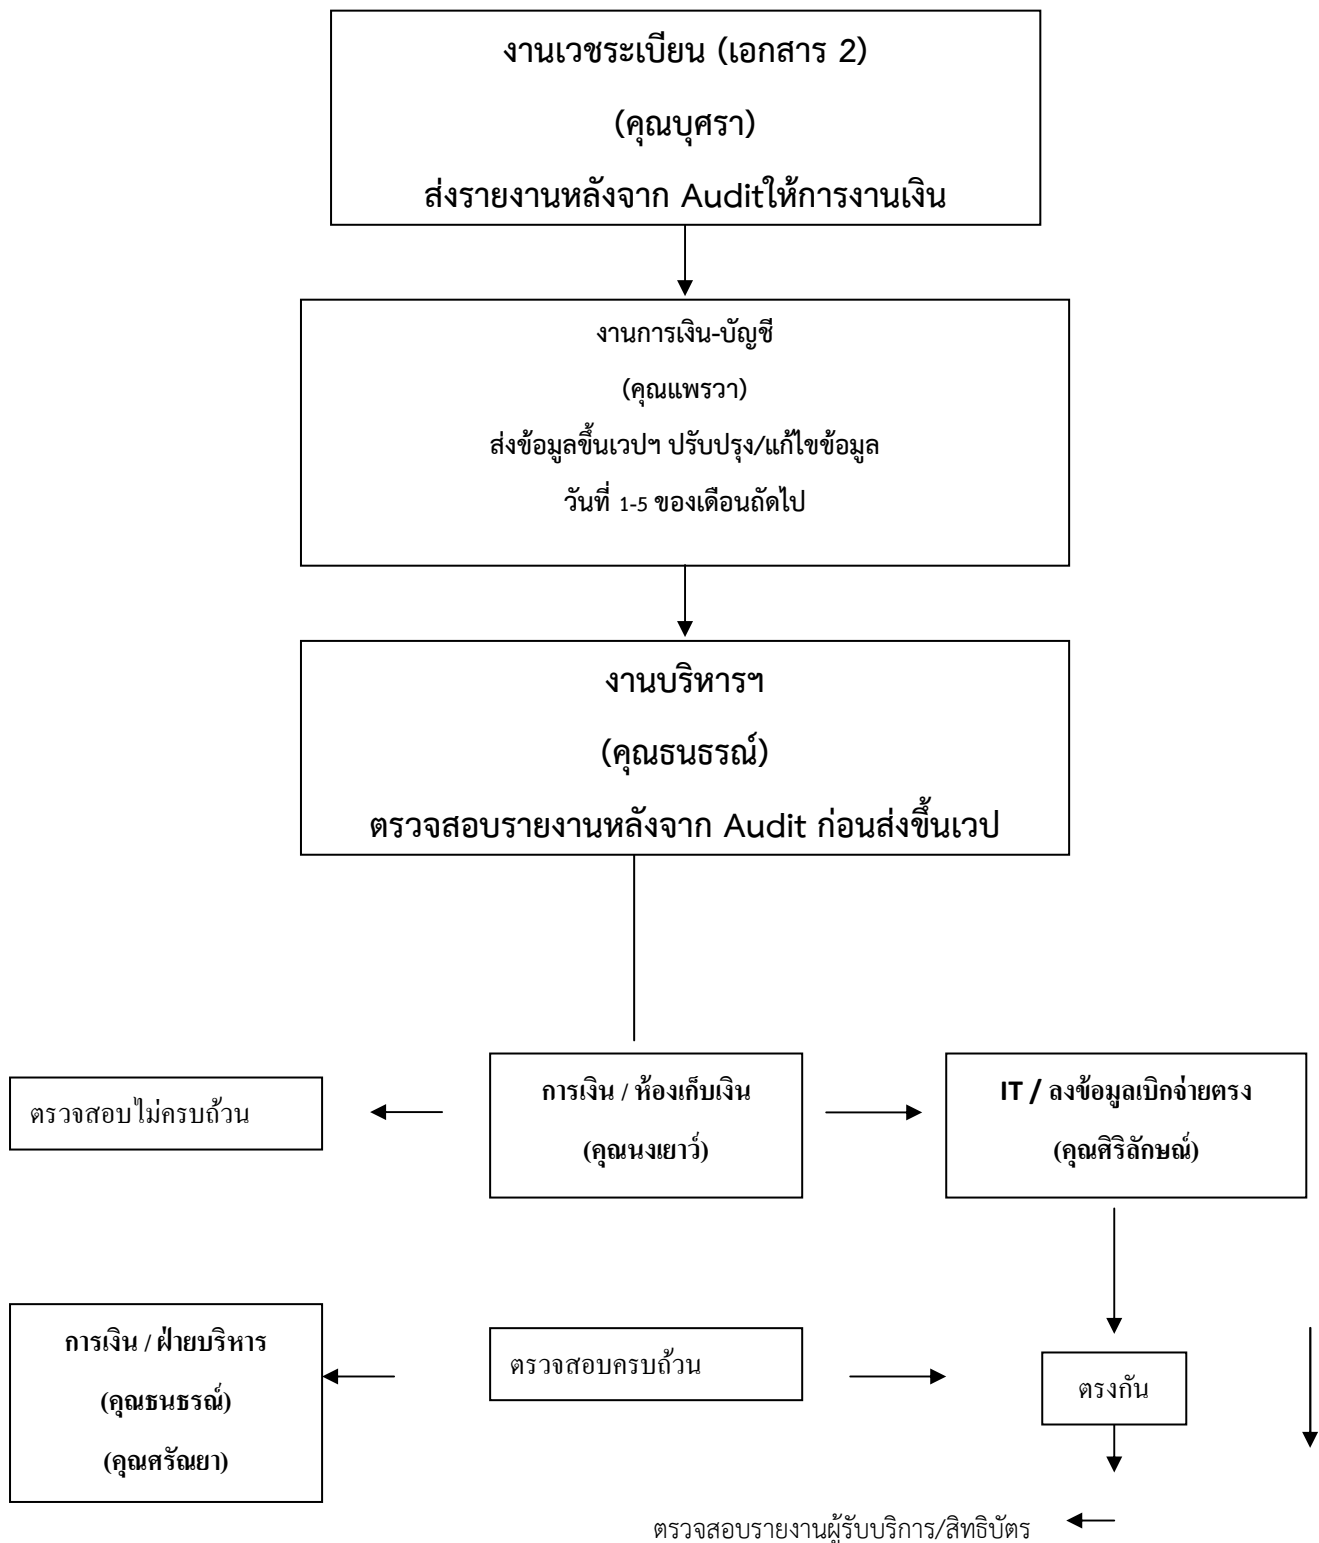 งานเวชระเบียน (เอกสาร 2)
(คุณบุศรา)
ส่งรายงานหลังจาก Auditให้การงานเงิน
งานการเงิน-บัญชี
(คุณแพรวา)
ส่งข้อมูลขึ้นเวปฯ ปรับปรุง/แก้ไขข้อมูล
วันที่ 1-5 ของเดือนถัดไป
งานบริหารฯ
(คุณธนธรณ์)
ตรวจสอบรายงานหลังจาก Audit ก่อนส่งขึ้นเวป
ตรวจสอบไม่ครบถ้วน
การเงิน / ห้องเก็บเงิน
(คุณนงเยาว์)
IT / ลงข้อมูลเบิกจ่ายตรง
(คุณศิริลักษณ์)
การเงิน / ฝ่ายบริหาร
(คุณธนธรณ์)
(คุณศรัณยา)
ตรวจสอบครบถ้วน
ตรงกัน
ตรวจสอบรายงานผู้รับบริการ/สิทธิบัตร